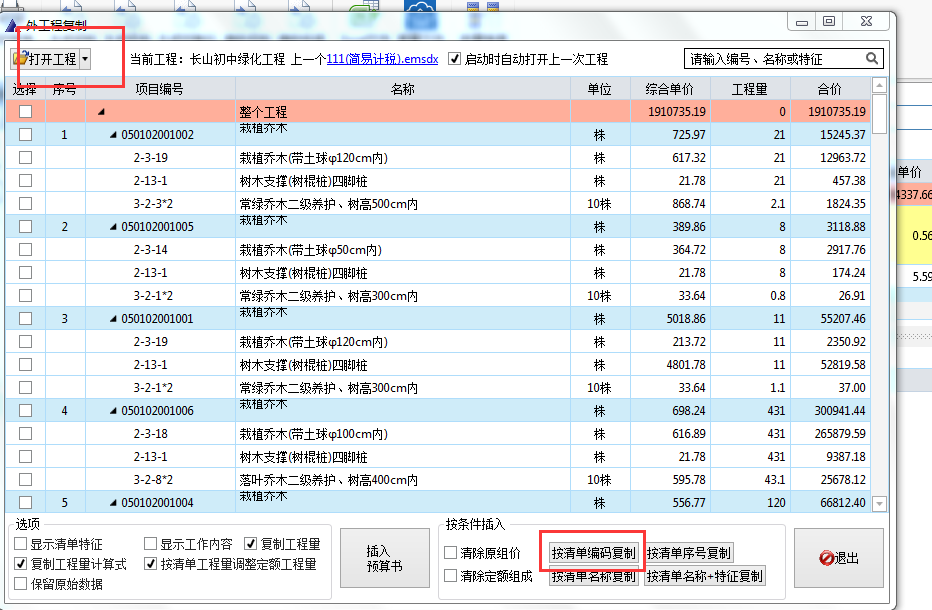 外工程复制
打开工程 当前工程：长山初中绿化工程 上一个111(简易计税).emsdx 启动时自动打开上一次工程 请输入编号、名称或特征
选择 序号 项目编号 名称 单位 综合单价 工程量 合价
整个工程 1910735.19 0 1910735.19
1 050102001002 栽植乔木 株 725.97 21 15245.37
2-3-19 栽植乔木(带土球φ120cm内) 株 617.32 21 12963.72
2-13-1 树木支撑(树棍桩)四脚桩 株 21.78 21 457.38
3-2-3*2 常绿乔木二级养护、树高500cm内 10株 868.74 2.1 1824.35
2 050102001005 栽植乔木 株 389.86 8 3118.88
2-3-14 栽植乔木(带土球φ50cm内) 株 364.72 8 2917.76
2-13-1 树木支撑(树棍桩)四脚桩 株 21.78 8 174.24
3-2-1*2 常绿乔木二级养护、树高300cm内 10株 33.64 0.8 26.91
3 050102001001 栽植乔木 株 5018.86 11 55207.46
2-3-19 栽植乔木(带土球φ120cm内) 株 213.72 11 2350.92
2-13-1 树木支撑(树棍桩)四脚桩 株 4801.78 11 52819.58
3-2-1*2 常绿乔木二级养护、树高300cm内 10株 33.64 1.1 37.00
4 050102001006 栽植乔木 株 698.24 431 300941.44
2-3-18 栽植乔木(带土球φ100cm内) 株 616.89 431 265879.59
2-13-1 树木支撑(树棍桩)四脚桩 株 21.78 431 9387.18
3-2-8*2 落叶乔木二级养护、树高400cm内 10株 595.78 43.1 25678.12
5 050102001004 栽植乔木 株 556.77 120 66812.40
单价
4337.66
0.56
5.59
选项
显示清单特征 显示工作内容 复制工程量
复制工程量计算式 按清单工程量调整定额工程量
保留原始数据
插入
预算书
按条件插入
清除原组价 按清单编码复制 按清单序号复制
清除定额组成 按清单名称复制 按清单名称+特征复制
退出